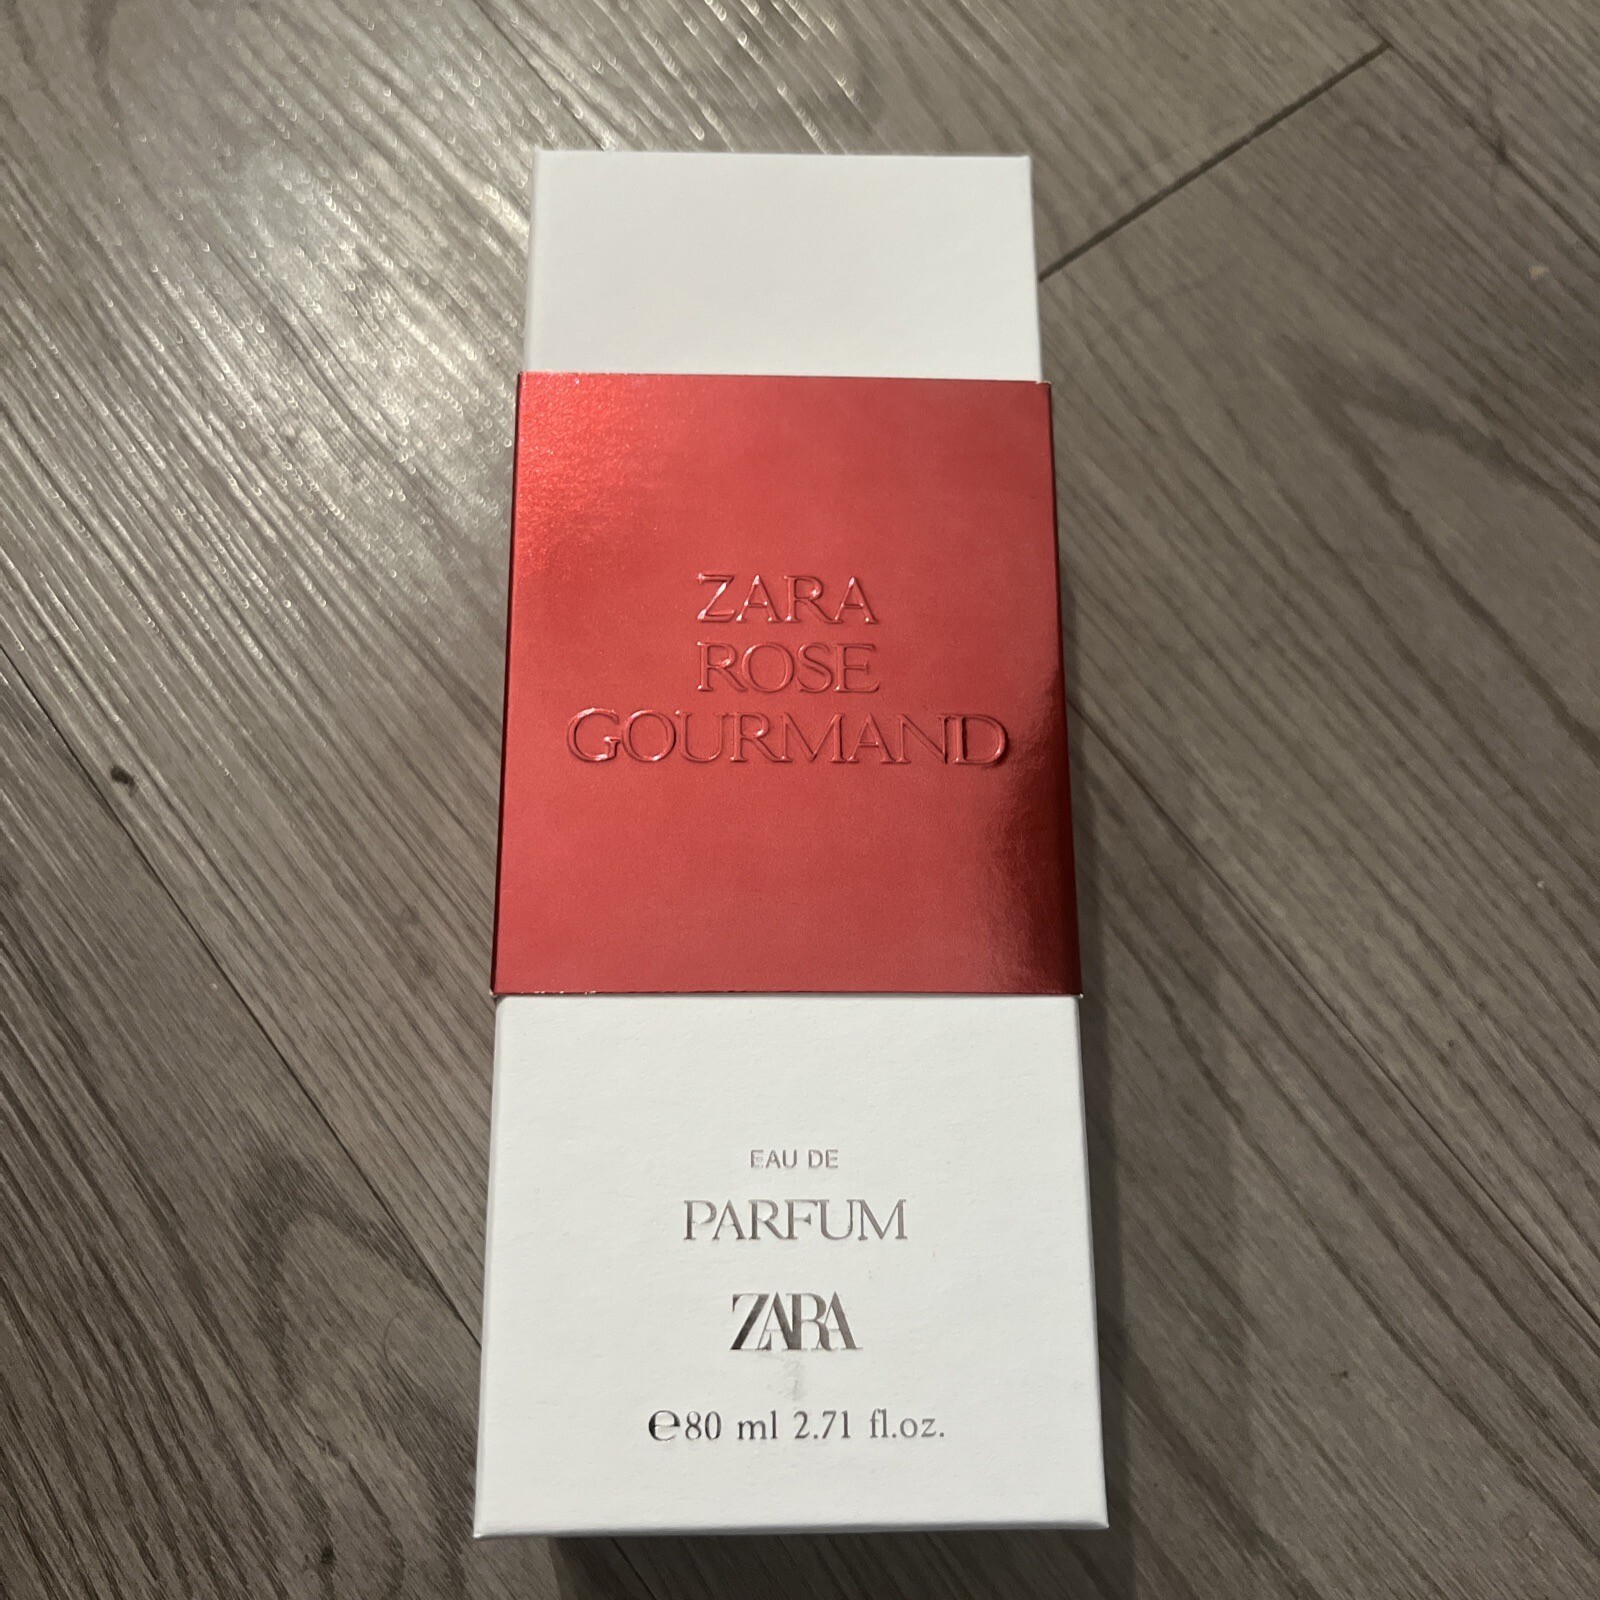 ZARA
ROSE
GOURMAND
EAU DE
PARFUM
ZARA
℮80 ml 2.71 fl.oz.